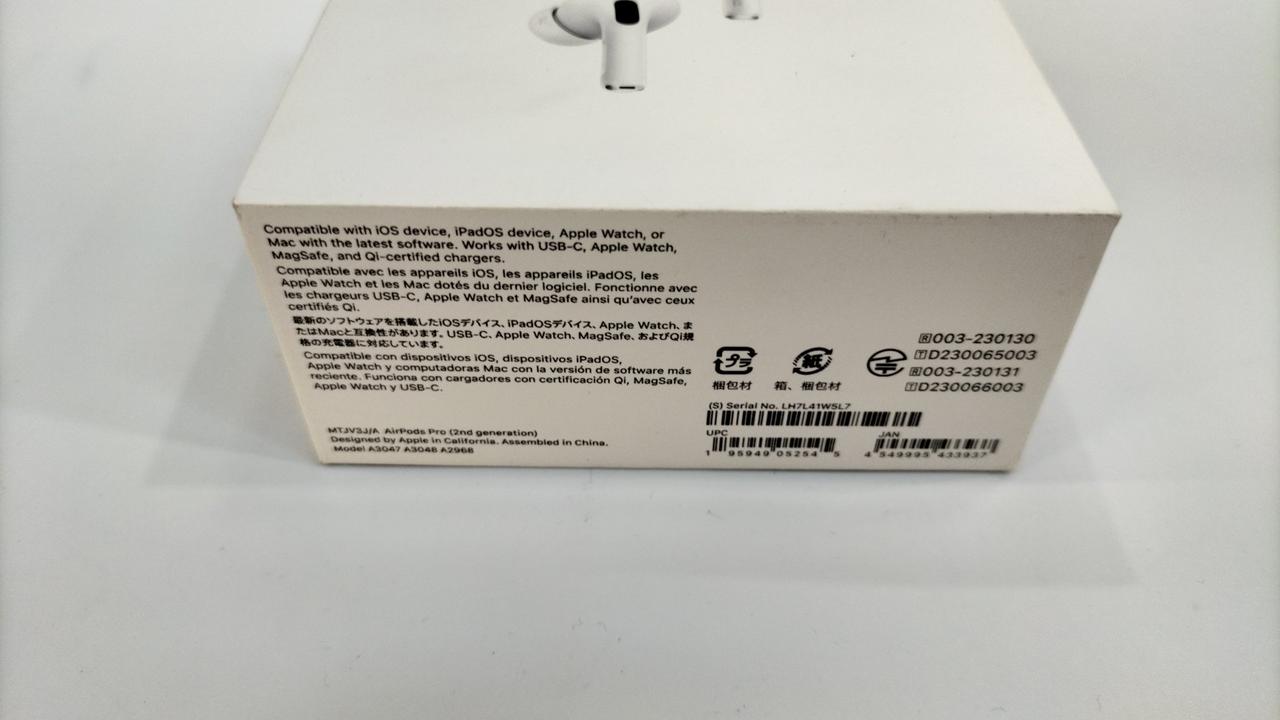 Compatible with iOS device, iPadOS device, Apple Watch, or
Mac with the latest software. Works with USB-C, Apple Watch,
MagSafe, and Qi-certified chargers.
Compatible avec les appareils iOS, les appareils iPadOS, les
Apple Watch et les Mac dotés du dernier logiciel. Fonctionne avec
les chargeurs USB-C, Apple Watch et MagSafe ainsi qu'avec ceux
certifiés Qi.
最新のソフトウェアを搭載したiOSデバイス、iPadOSデバイス、Apple Watch、ま
たはMacと互換性があります。USB-C、Apple Watch、MagSafe、およびQi規
格の充電器に対応しています。
Compatible con dispositivos iOS, dispositivos iPadOS,
Apple Watch y computadoras Mac con la versión de software más
reciente. Funciona con cargadores con certificación Qi, MagSafe,
Apple Watch y USB-C.
MTJV3J/A AirPods Pro (2nd generation)
Designed by Apple in California. Assembled in China.
Model A3047 A3048 A2968
プラ
梱包材
紙
箱、梱包材
R 003-230130
T D230065003
R 003-230131
T D230066003
(S) Serial No. LH7L41W5L7
UPC
1 95949 05254 5
JAN
4 549995 433937